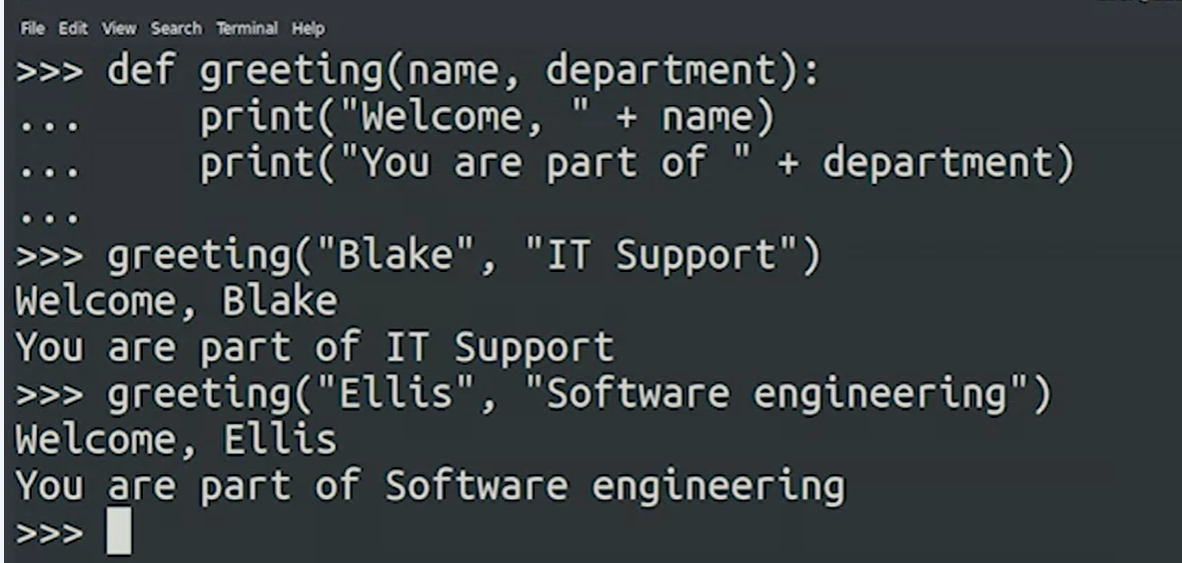 File Edit View Search Terminal Help
>>> def greeting(name, department):
...     print("Welcome, " + name)
...     print("You are part of " + department)
...
>>> greeting("Blake", "IT Support")
Welcome, Blake
You are part of IT Support
>>> greeting("Ellis", "Software engineering")
Welcome, Ellis
You are part of Software engineering
>>>